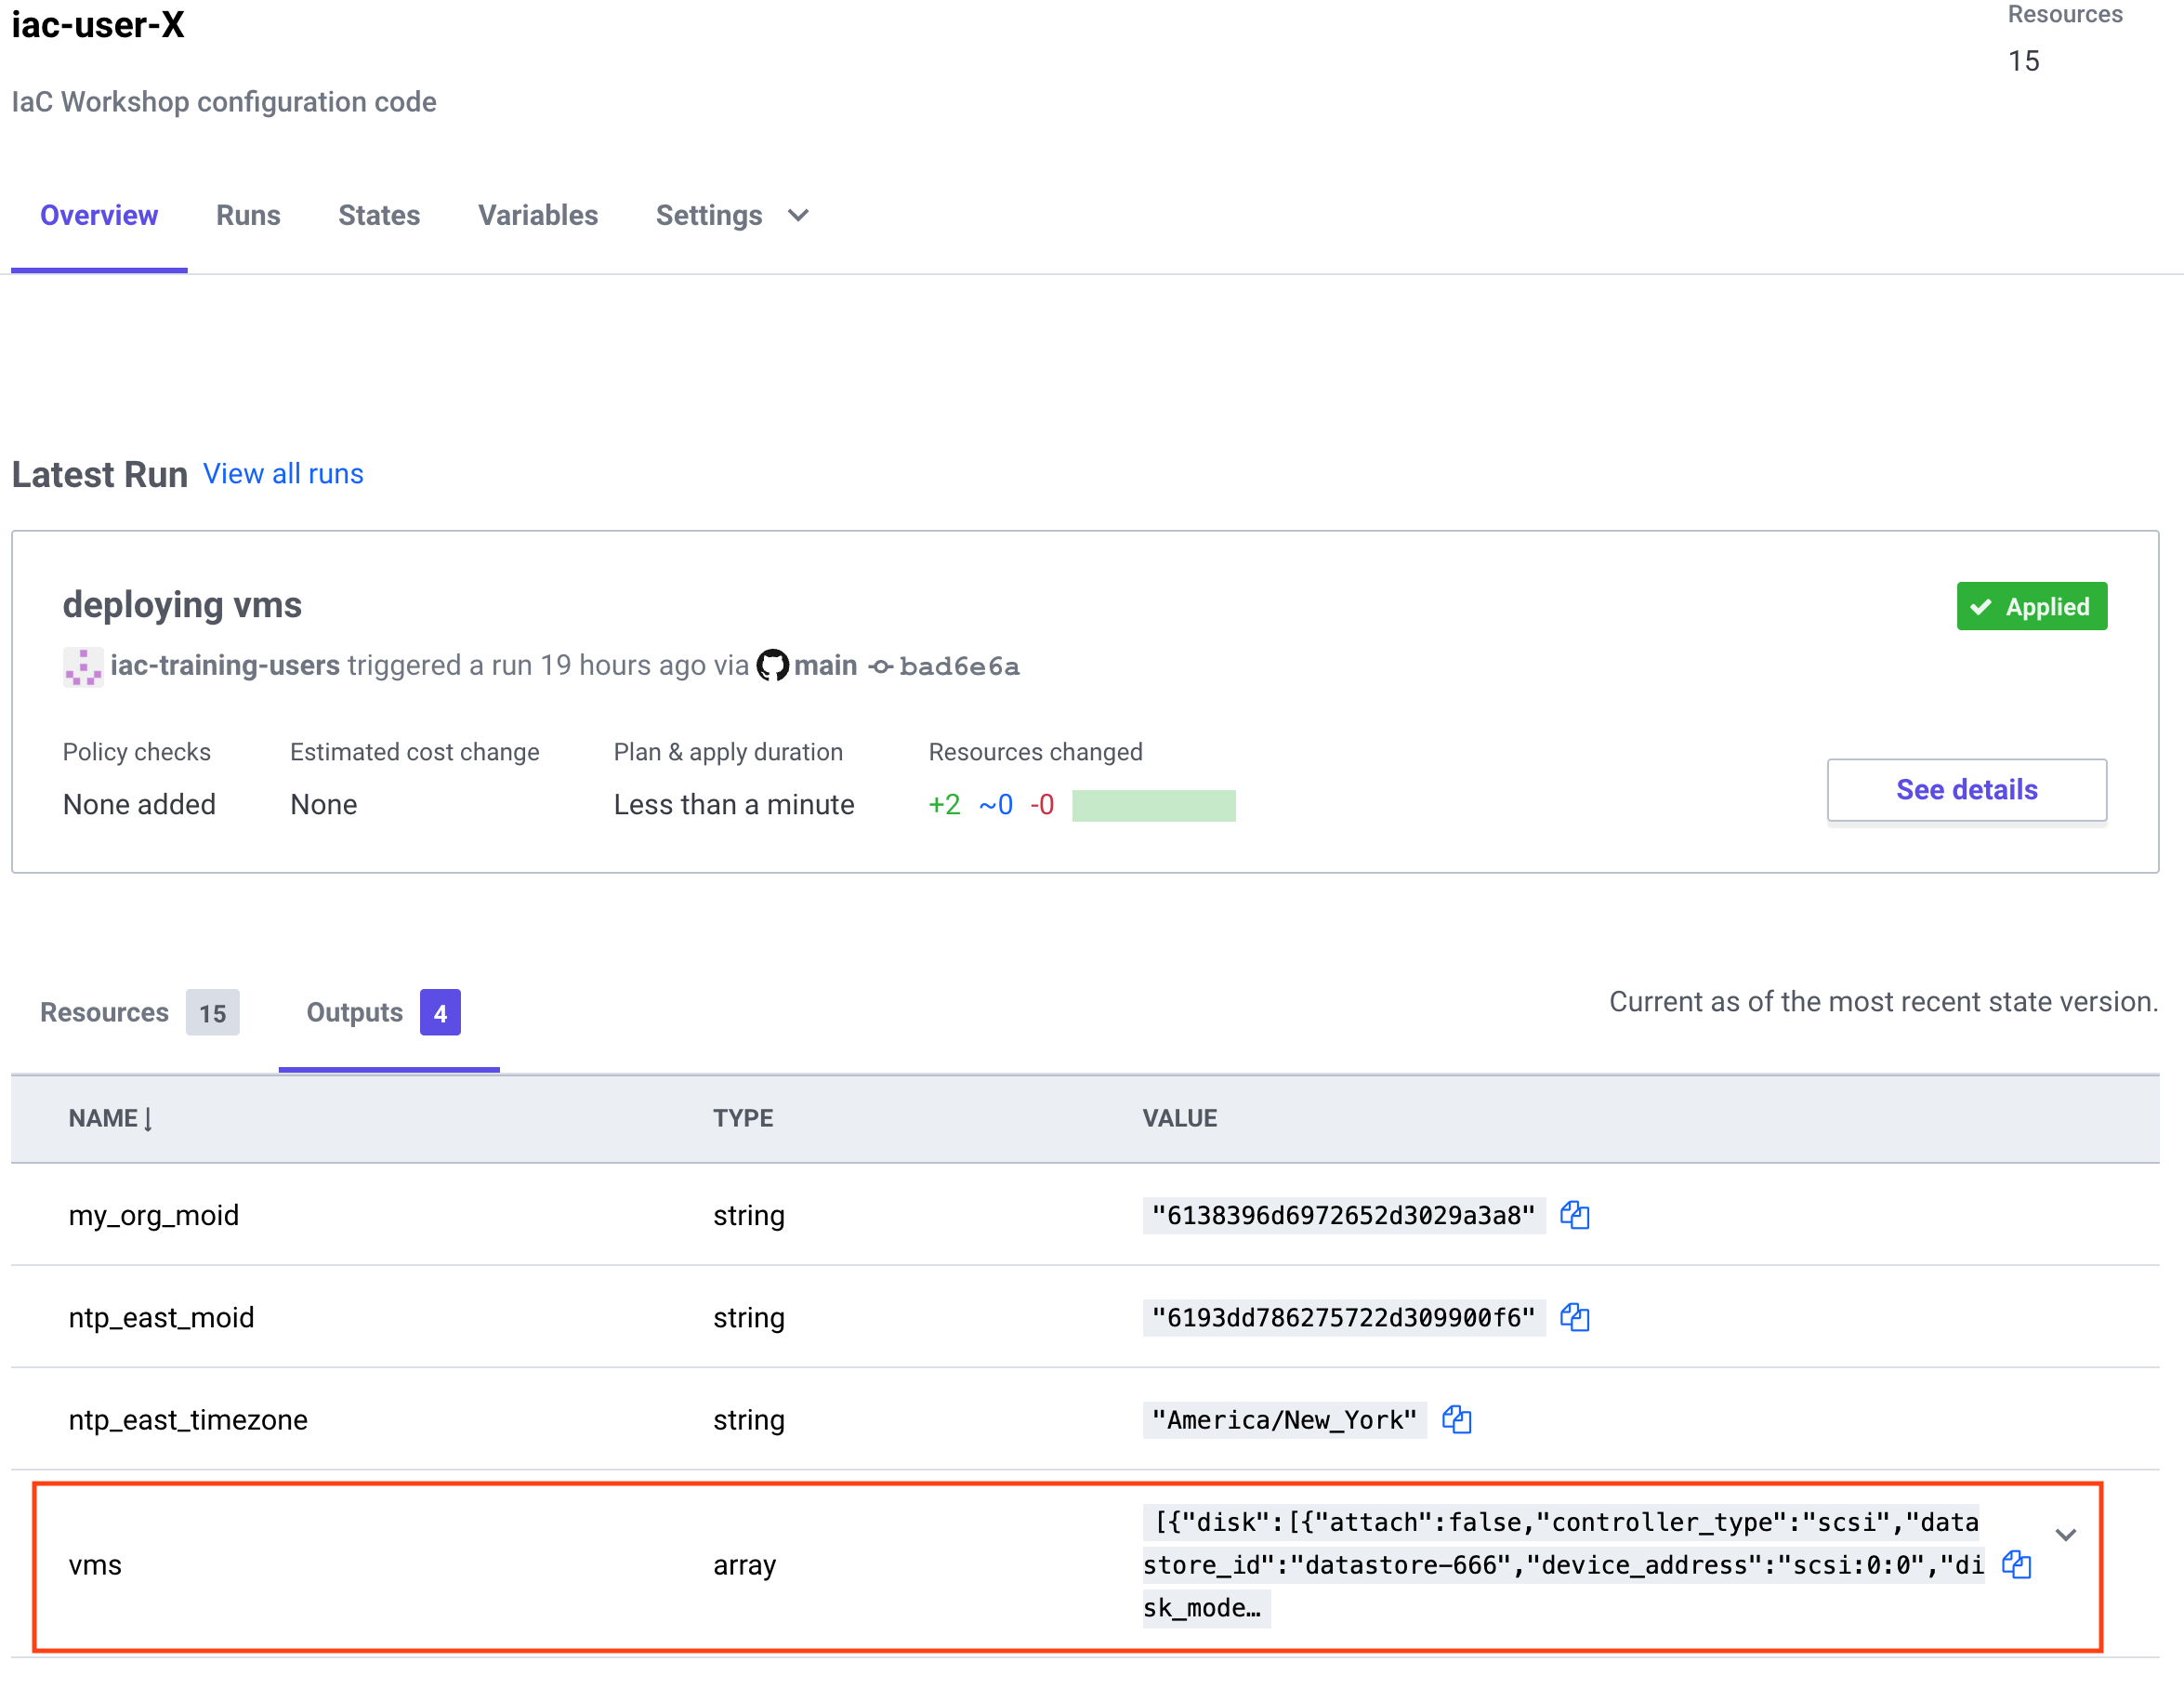 iac-user-X
Resources
15
IaC Workshop configuration code
Overview Runs States Variables Settings
Latest Run View all runs
deploying vms
Applied
iac-training-users triggered a run 19 hours ago via main bad6e6a
Policy checks Estimated cost change Plan & apply duration Resources changed
None added None Less than a minute +2 ~0 -0
See details
Resources 15 Outputs 4
Current as of the most recent state version.
NAME TYPE VALUE
my_org_moid string "6138396d6972652d3029a3a8"
ntp_east_moid string "6193dd786275722d309900f6"
ntp_east_timezone string "America/New_York"
vms array [{"disk":[{"attach":false,"controller_type":"scsi","data
store_id":"datastore-666","device_address":"scsi:0:0","di
sk_mode…